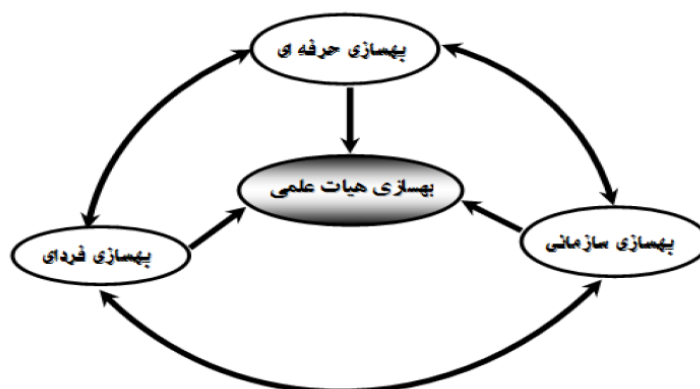 بهسازی حرفه ای
بهسازی هیات علمی
بهسازی سازمانی
بهسازی فردای